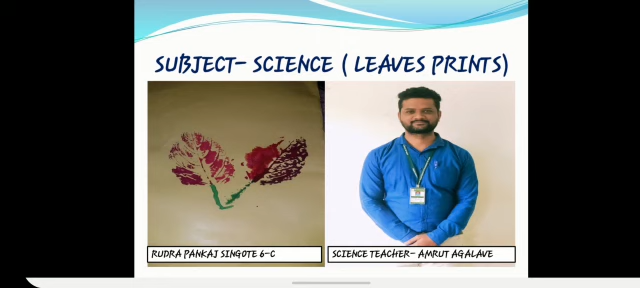 SUBJECT- SCIENCE ( LEAVES PRINTS)
RUDRA PANKAJ SINGOTE 6-C
SCIENCE TEACHER- AMRUT AGALAVE